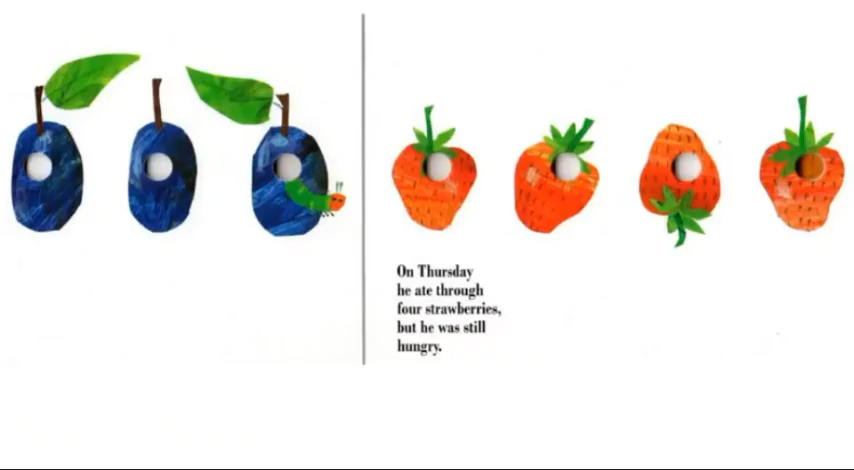 On Thursday
he ate through
four strawberries,
but he was still
hungry.